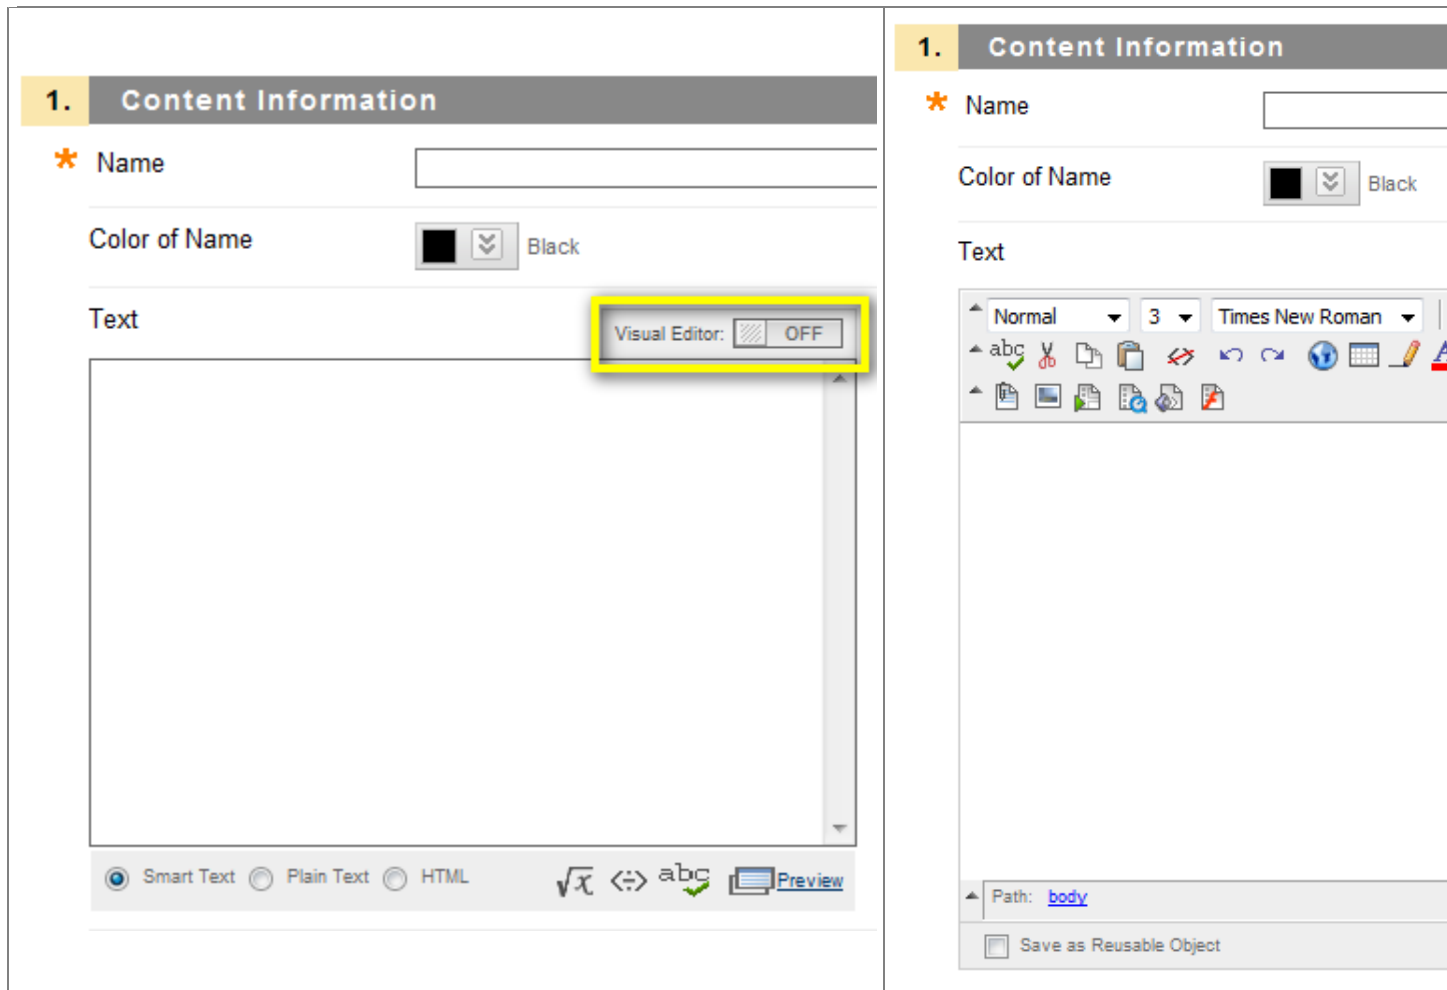 1. Content Information
* Name
Color of Name Black
Text
Visual Editor: OFF
Smart Text Plain Text HTML √x <÷> abc Preview
1. Content Information
* Name
Color of Name Black
Text
Normal 3 Times New Roman
abc A
Path: body
Save as Reusable Object